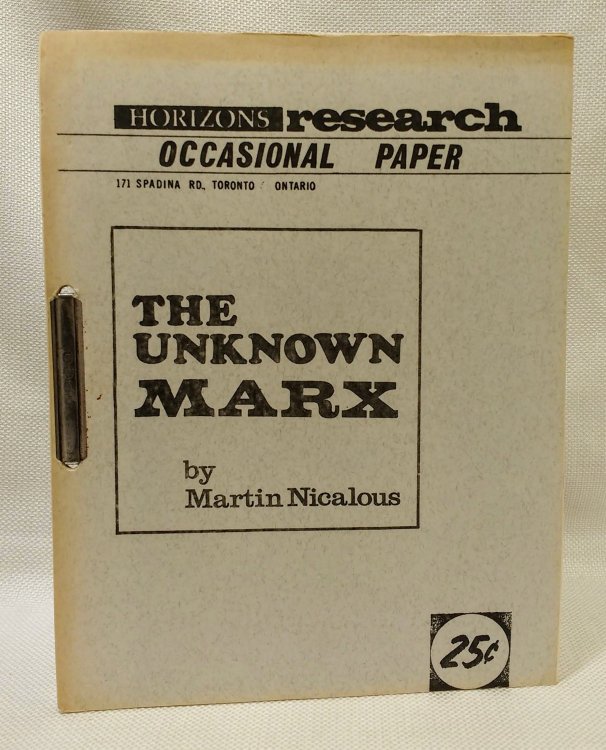 HORIZONS research
OCCASIONAL PAPER
171 SPADINA RD., TORONTO ONTARIO
THE
UNKNOWN
MARX
by
Martin Nicalous
25¢